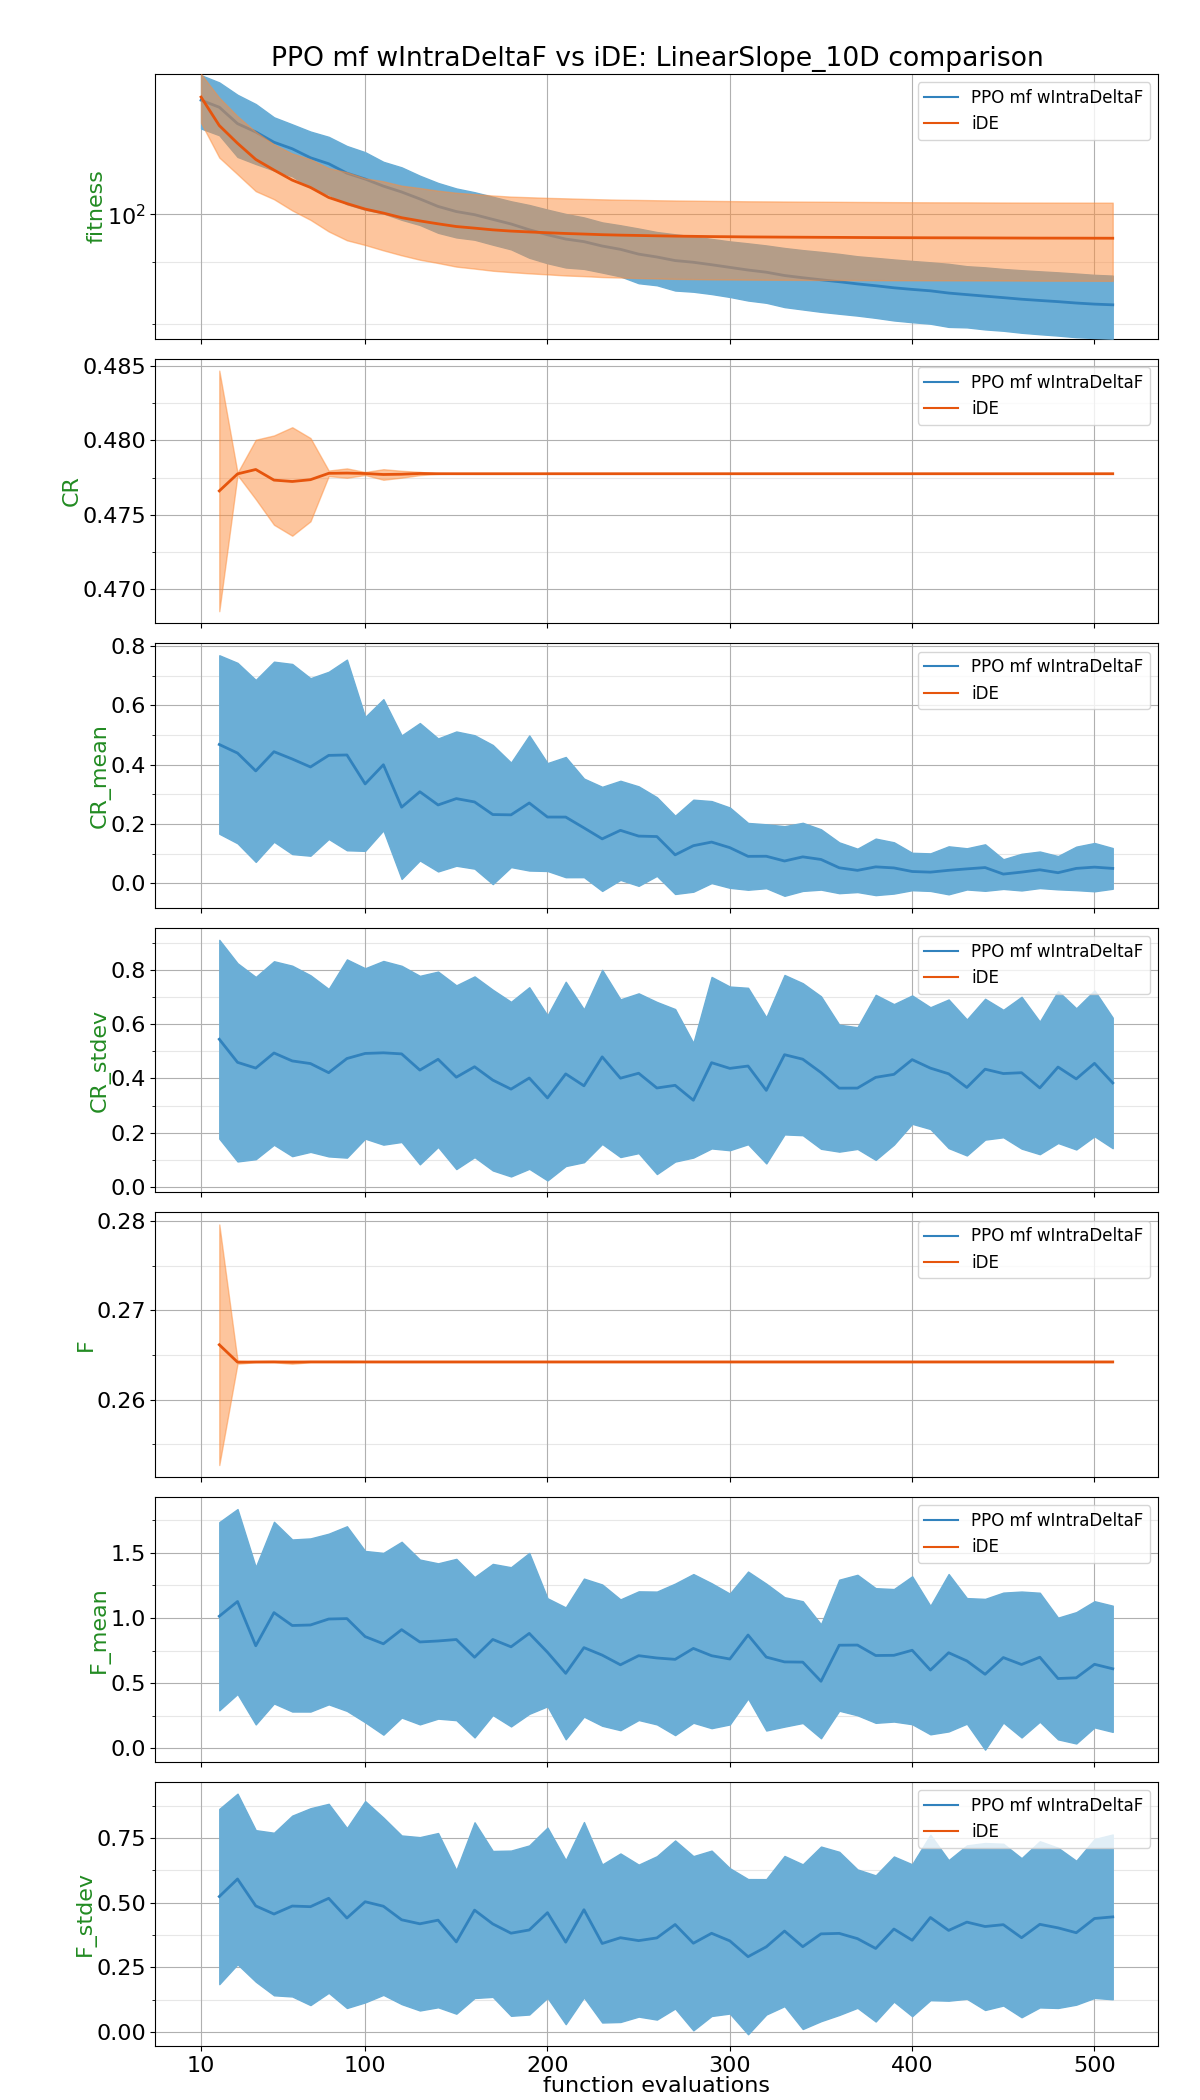 PPO mf wIntraDeltaF vs iDE: LinearSlope_10D comparison
PPO mf wIntraDeltaF
iDE
fitness
10²
PPO mf wIntraDeltaF
iDE
CR
0.485
0.480
0.475
0.470
PPO mf wIntraDeltaF
iDE
CR_mean
0.8
0.6
0.4
0.2
0.0
PPO mf wIntraDeltaF
iDE
CR_stdev
0.8
0.6
0.4
0.2
0.0
PPO mf wIntraDeltaF
iDE
F
0.28
0.27
0.26
PPO mf wIntraDeltaF
iDE
F_mean
1.5
1.0
0.5
0.0
PPO mf wIntraDeltaF
iDE
F_stdev
0.75
0.50
0.25
0.00
10 100 200 300 400 500
function evaluations